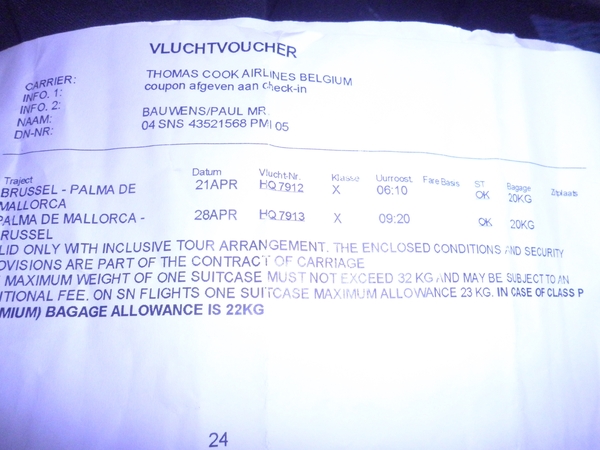 VLUCHTVOUCHER
CARRIER: THOMAS COOK AIRLINES BELGIUM
INFO. 1: coupon afgeven aan check-in
INFO. 2:
NAAM: BAUWENS/PAUL MR.
DN-NR: 04 SNS 43521568 PMI 05
Traject Datum Vlucht-Nr. Klasse Uurroost. Fare Basis ST Bagage Zitplaats
BRUSSEL - PALMA DE 21APR HQ 7912 X 06:10 OK 20KG
MALLORCA
PALMA DE MALLORCA - 28APR HQ 7913 X 09:20 OK 20KG
RUSSEL
LID ONLY WITH INCLUSIVE TOUR ARRANGEMENT. THE ENCLOSED CONDITIONS AND SECURITY
OVISIONS ARE PART OF THE CONTRACT OF CARRIAGE
MAXIMUM WEIGHT OF ONE SUITCASE MUST NOT EXCEED 32 KG AND MAY BE SUBJECT TO AN
ITIONAL FEE. ON SN FLIGHTS ONE SUITCASE MAXIMUM ALLOWANCE 23 KG. IN CASE OF CLASS P
MIUM) BAGAGE ALLOWANCE IS 22KG
24